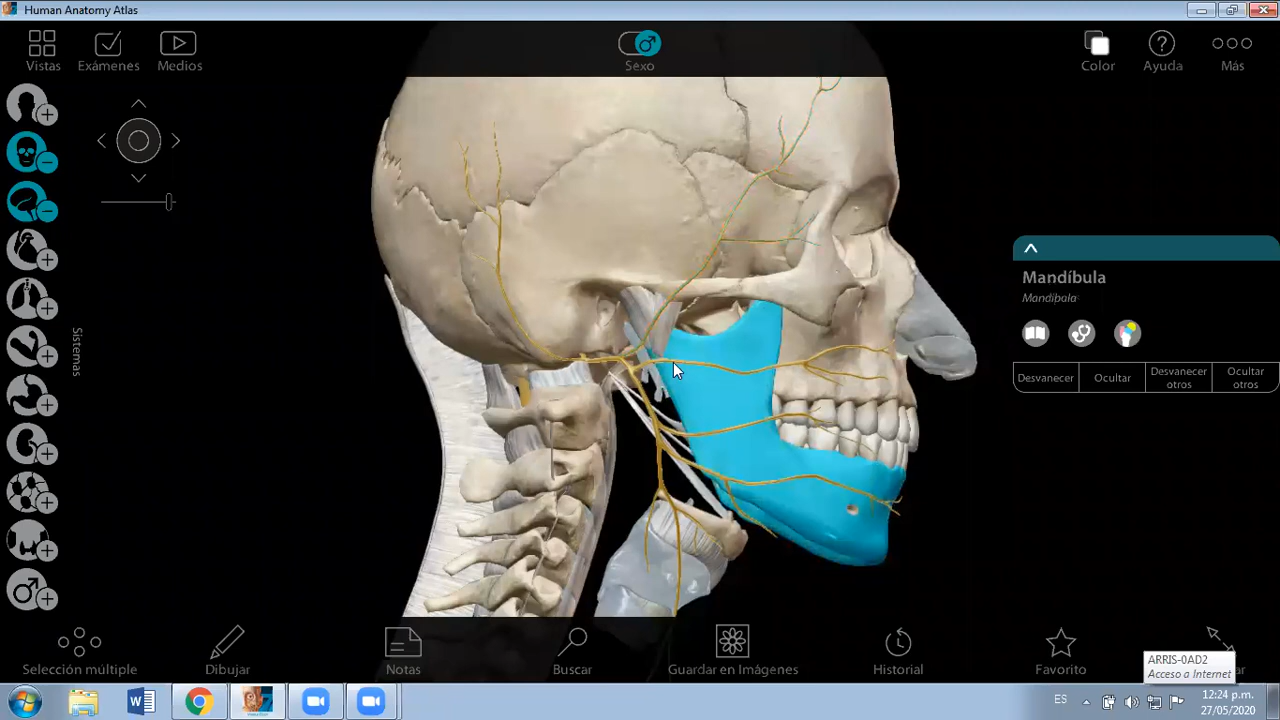 Human Anatomy Atlas
Vistas
Exámenes
Medios
Sexo
Color
Ayuda
Más
Sistemas
Mandíbula
Mandibala
Desvanecer
Ocultar
Desvanecer
otros
Ocultar
otros
Selección múltiple
Dibujar
Notas
Buscar
Guardar en Imágenes
Historial
Favorito
ARRIS-0AD2
Acceso a Internet
ES
12:24 p.m.
27/05/2020